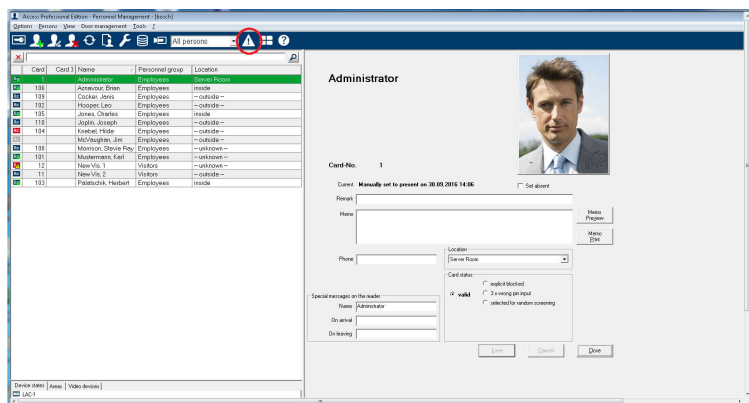 Access Professional Edition - Personnel Management - [bosch]
Options Persons View Door management Tools ?
All persons
Card Card 3 Name Personnel group Location
1 Administrator Employees Server Room
106 Aznavour, Brian Employees inside
109 Cocker, Janis Employees -- outside --
102 Hooper, Leo Employees -- outside --
105 Jones, Charles Employees inside
110 Joplin, Joseph Employees -- outside --
104 Knebel, Hilde Employees -- outside --
McVaughan, Jim Employees -- outside --
108 Morrison, Stevie Ray Employees -- unknown --
101 Mustermann, Karl Employees -- unknown --
12 New Vis, 1 Visitors -- unknown --
11 New Vis, 2 Visitors -- outside --
103 Palatschik, Herbert Employees inside
Administrator
Card-No. 1
Current Manually set to present on 30.09.2016 14:06
Set absent
Remark
Memo
Memo Preview
Memo Print
Phone
Location
Server Room
Card status
valid
explicit blocked
3 x wrong pin input
selected for random screening
Special messages on the reader
Name Administrator
On arrival
On leaving
Save Cancel Close
Device states Areas Video devices
LAC-1